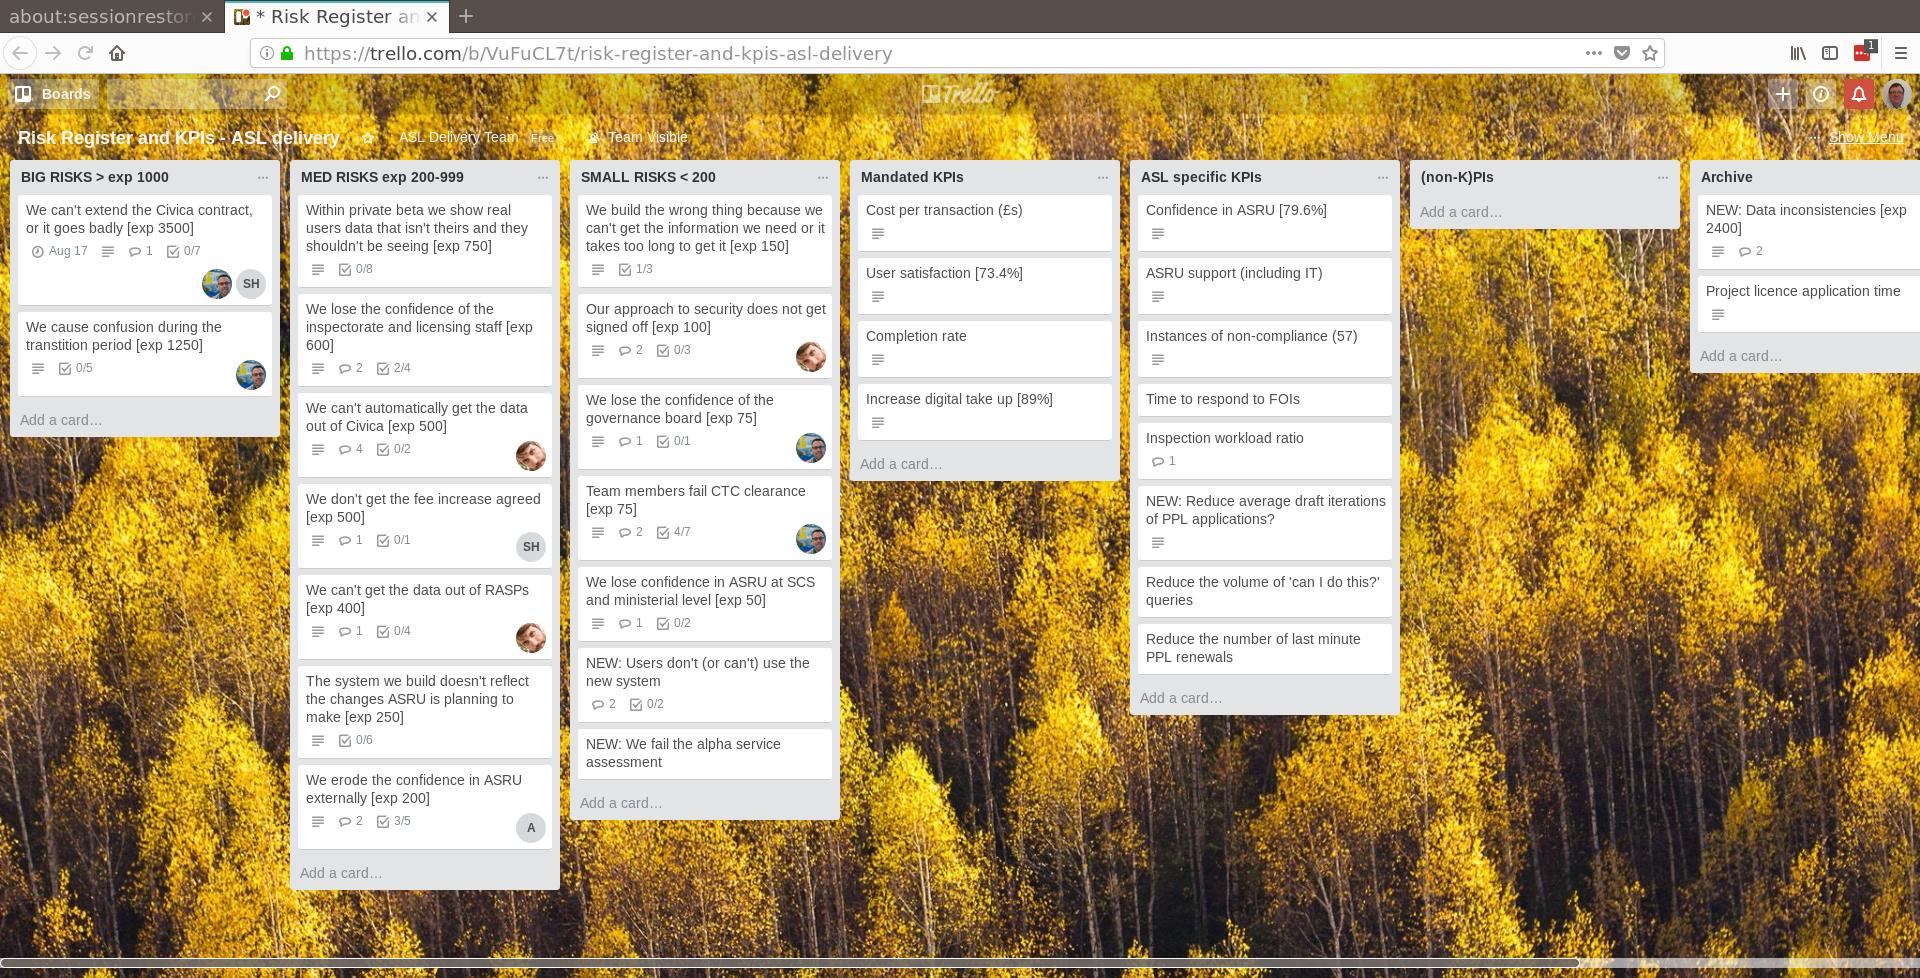 about:sessionrestor
* Risk Register an
https://trello.com/b/VuFuCL7t/risk-register-and-kpis-asl-delivery
1
Boards
Trello
Risk Register and KPIs - ASL delivery
ASL Delivery Team
Free
Team Visible
Show Menu
BIG RISKS > exp 1000
We can't extend the Civica contract,
or it goes badly [exp 3500]
Aug 17
1
0/7
SH
We cause confusion during the
transtition period [exp 1250]
0/5
Add a card…
MED RISKS exp 200-999
Within private beta we show real
users data that isn't theirs and they
shouldn't be seeing [exp 750]
0/8
We lose the confidence of the
inspectorate and licensing staff [exp
600]
2
2/4
We can't automatically get the data
out of Civica [exp 500]
4
0/2
We don't get the fee increase agreed
[exp 500]
1
0/1
SH
We can't get the data out of RASPs
[exp 400]
1
0/4
The system we build doesn't reflect
the changes ASRU is planning to
make [exp 250]
0/6
We erode the confidence in ASRU
externally [exp 200]
2
3/5
A
Add a card…
SMALL RISKS < 200
We build the wrong thing because we
can't get the information we need or it
takes too long to get it [exp 150]
1/3
Our approach to security does not get
signed off [exp 100]
2
0/3
We lose the confidence of the
governance board [exp 75]
1
0/1
Team members fail CTC clearance
[exp 75]
2
4/7
We lose confidence in ASRU at SCS
and ministerial level [exp 50]
1
0/2
NEW: Users don't (or can't) use the
new system
2
0/2
NEW: We fail the alpha service
assessment
Add a card…
Mandated KPIs
Cost per transaction (£s)
User satisfaction [73.4%]
Completion rate
Increase digital take up [89%]
Add a card…
ASL specific KPIs
Confidence in ASRU [79.6%]
ASRU support (including IT)
Instances of non-compliance (57)
Time to respond to FOIs
Inspection workload ratio
1
NEW: Reduce average draft iterations
of PPL applications?
Reduce the volume of 'can I do this?'
queries
Reduce the number of last minute
PPL renewals
Add a card…
(non-K)PIs
Add a card…
Archive
NEW: Data inconsistencies [exp
2400]
2
Project licence application time
Add a card…